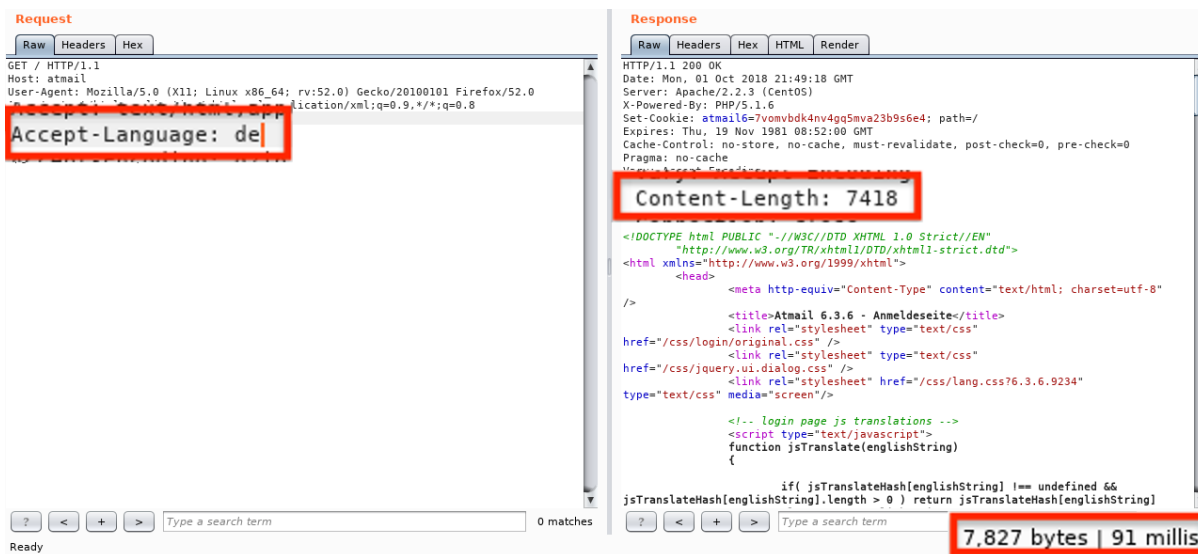 Request
Raw Headers Hex
GET / HTTP/1.1
Host: atmail
User-Agent: Mozilla/5.0 (X11; Linux x86_64; rv:52.0) Gecko/20100101 Firefox/52.0
Accept: text/html,app lication/xml;q=0.9,*/*;q=0.8
Accept-Language: de
? < + > Type a search term 0 matches
Ready
Response
Raw Headers Hex HTML Render
HTTP/1.1 200 OK
Date: Mon, 01 Oct 2018 21:49:18 GMT
Server: Apache/2.2.3 (CentOS)
X-Powered-By: PHP/5.1.6
Set-Cookie: atmail6=7vomvbdk4nv4gq5mva23b9s6e4; path=/
Expires: Thu, 19 Nov 1981 08:52:00 GMT
Cache-Control: no-store, no-cache, must-revalidate, post-check=0, pre-check=0
Pragma: no-cache
Content-Length: 7418
<!DOCTYPE html PUBLIC "-//W3C//DTD XHTML 1.0 Strict//EN"
"http://www.w3.org/TR/xhtml1/DTD/xhtml1-strict.dtd">
<html xmlns="http://www.w3.org/1999/xhtml">
<head>
<meta http-equiv="Content-Type" content="text/html; charset=utf-8"
/>
<title>Atmail 6.3.6 - Anmeldeseite</title>
<link rel="stylesheet" type="text/css"
href="/css/login/original.css" />
<link rel="stylesheet" type="text/css"
href="/css/jquery.ui.dialog.css" />
<link rel="stylesheet" href="/css/lang.css?6.3.6.9234"
type="text/css" media="screen"/>
<!-- login page js translations -->
<script type="text/javascript">
function jsTranslate(englishString)
{
if( jsTranslateHash[englishString] !== undefined &&
jsTranslateHash[englishString].length > 0 ) return jsTranslateHash[englishString]
? < + > Type a search term
7,827 bytes | 91 millis